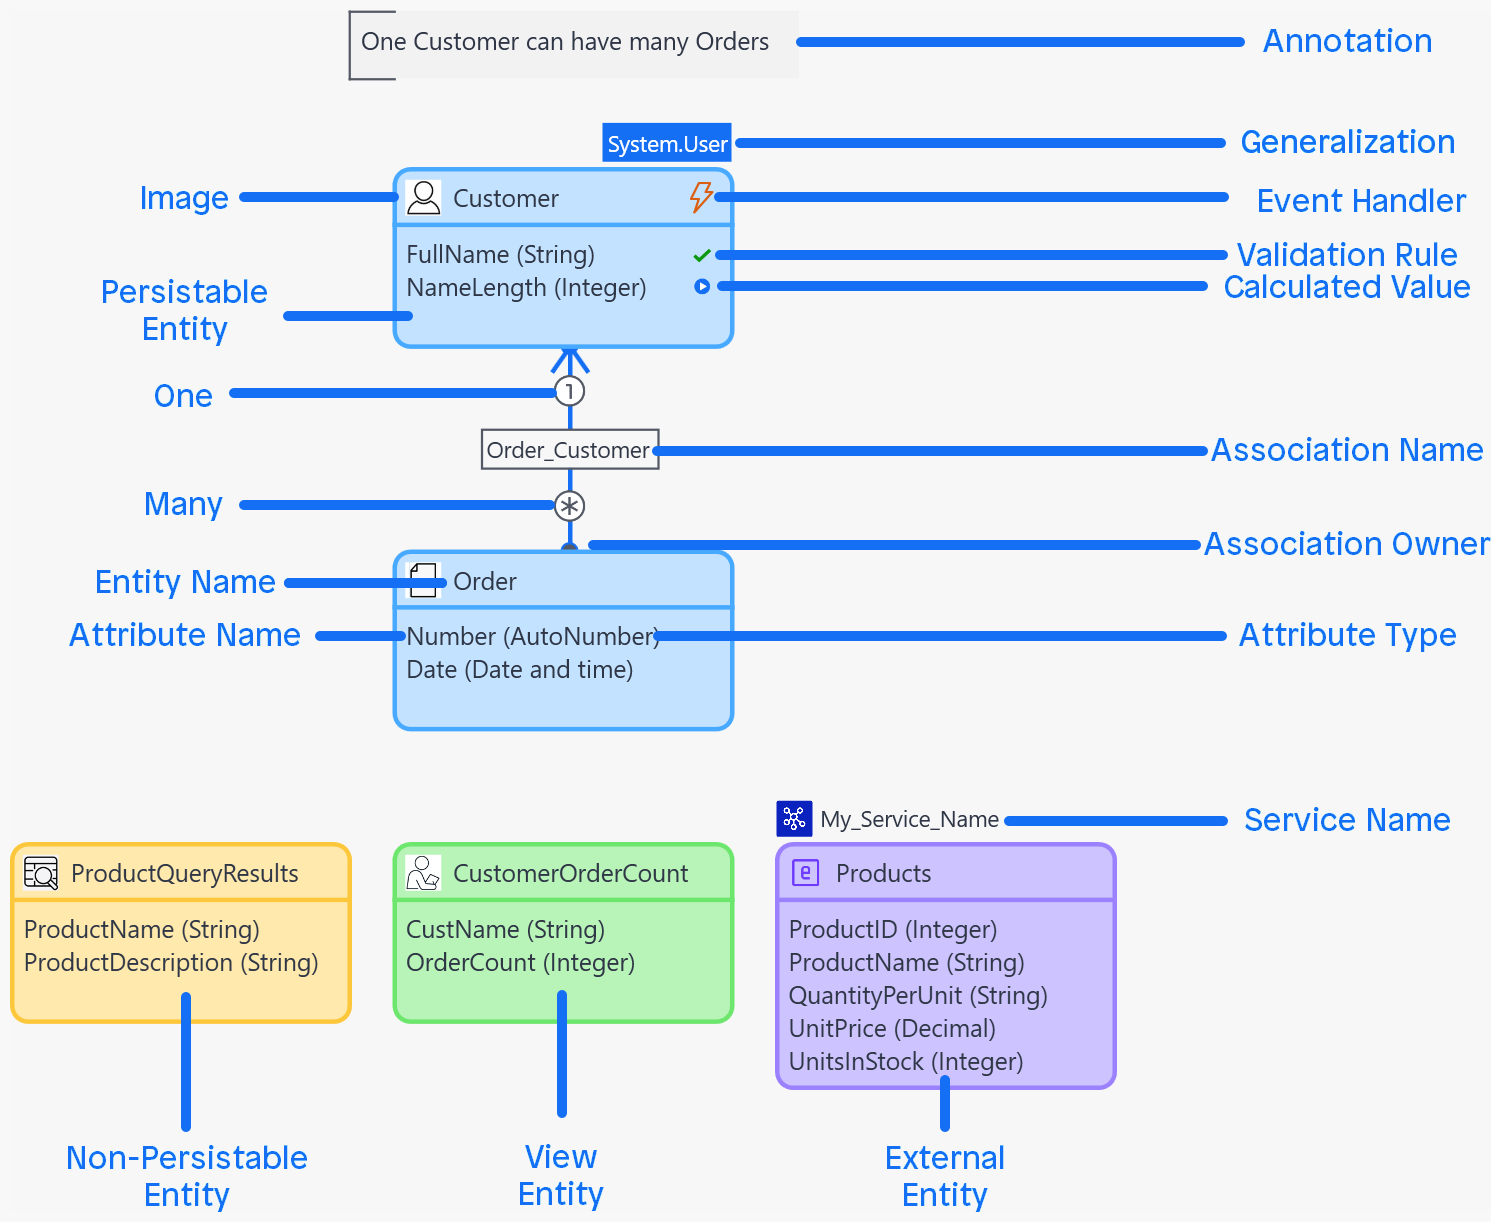 One Customer can have many Orders
Annotation
System.User
Generalization
Image
Customer
Event Handler
FullName (String)
Validation Rule
NameLength (Integer)
Calculated Value
Persistable
Entity
One
1
Order_Customer
Association Name
Many
*
Association Owner
Entity Name
Order
Attribute Name
Number (AutoNumber)
Attribute Type
Date (Date and time)
My_Service_Name
Service Name
ProductQueryResults
ProductName (String)
ProductDescription (String)
CustomerOrderCount
CustName (String)
OrderCount (Integer)
e
Products
ProductID (Integer)
ProductName (String)
QuantityPerUnit (String)
UnitPrice (Decimal)
UnitsInStock (Integer)
Non-Persistable
Entity
View
Entity
External
Entity